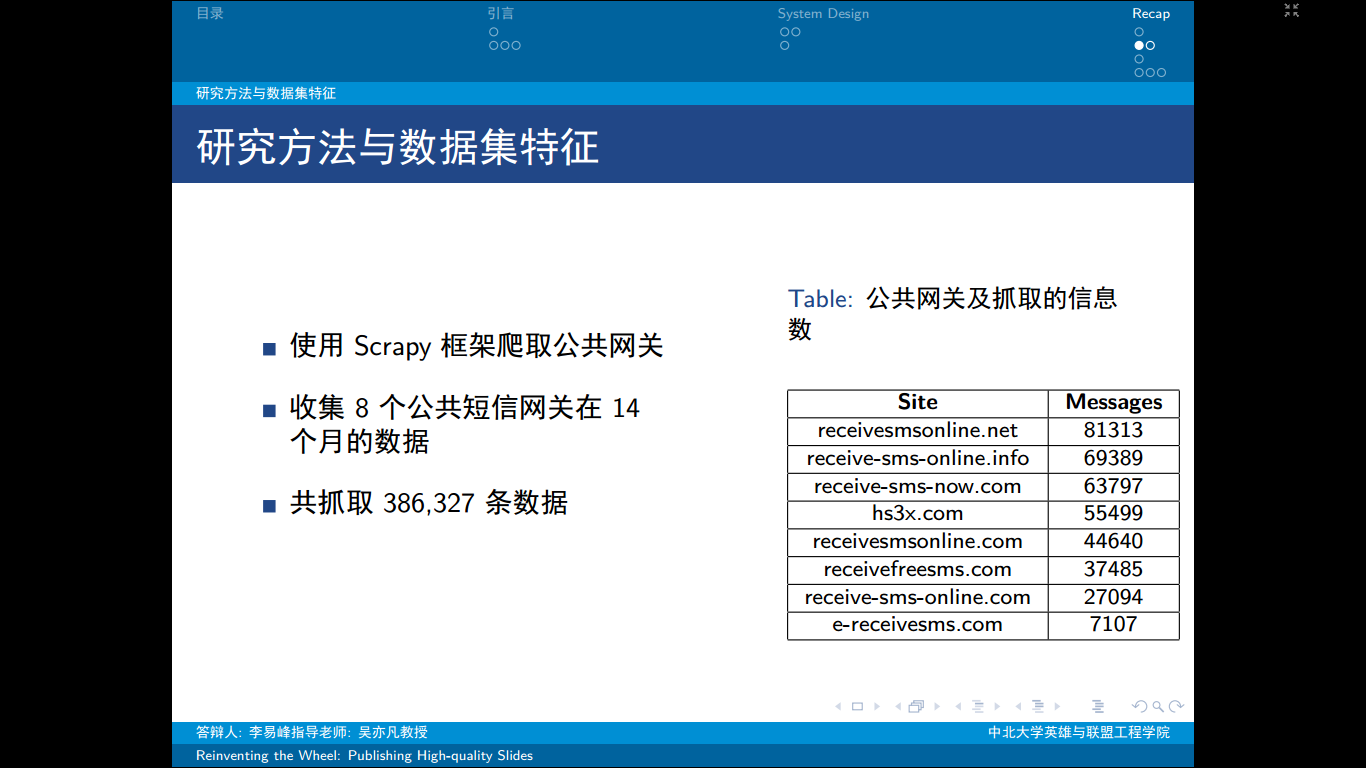 目录
引言
System Design
Recap
研究方法与数据集特征
研究方法与数据集特征
使用 Scrapy 框架爬取公共网关
收集 8 个公共短信网关在 14
个月的数据
共抓取 386,327 条数据
Table: 公共网关及抓取的信息
数
Site Messages
receivesmsonline.net 81313
receive-sms-online.info 69389
receive-sms-now.com 63797
hs3x.com 55499
receivesmsonline.com 44640
receivefreesms.com 37485
receive-sms-online.com 27094
e-receivesms.com 7107
答辩人: 李易峰指导老师: 吴亦凡教授
中北大学英雄与联盟工程学院
Reinventing the Wheel: Publishing High-quality Slides